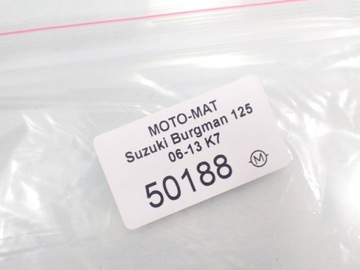 MOTO-MAT
Suzuki Burgman 125
06-13 K7
M
50188